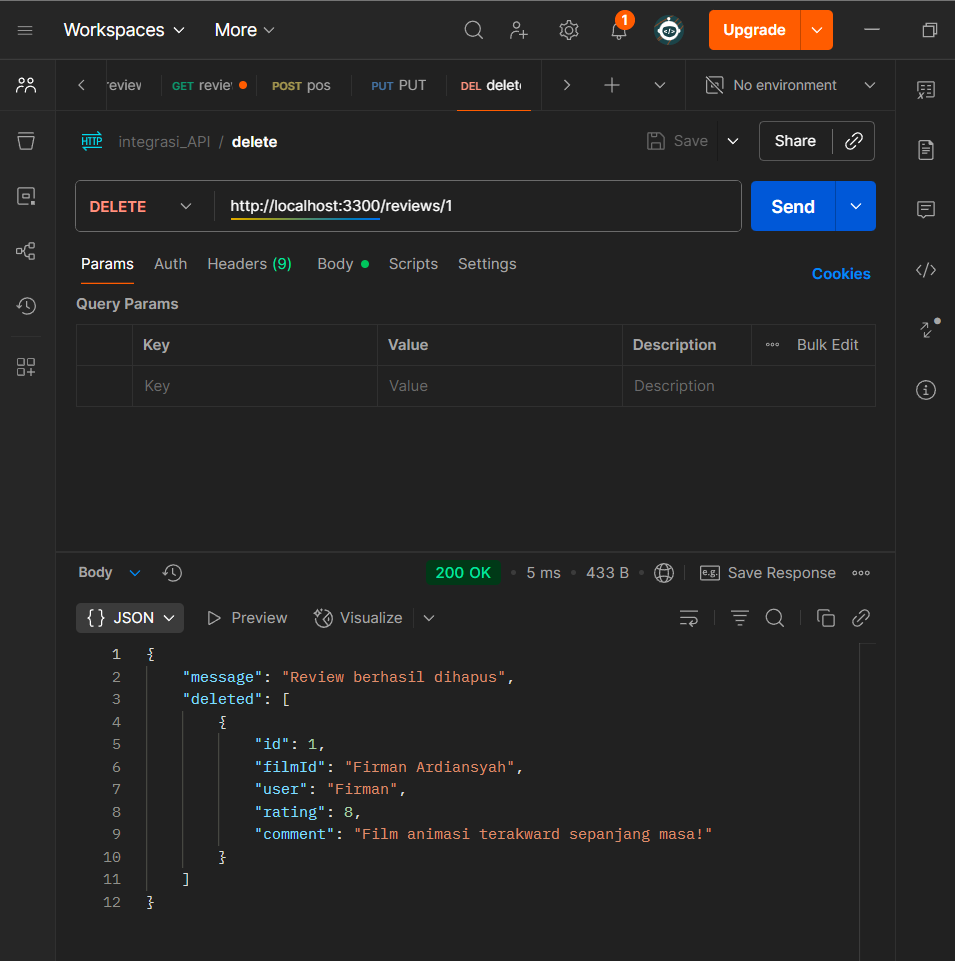 Workspaces More 1 Upgrade
reviev GET review POST pos PUT PUT DEL delet No environment
HTTP integrasi_API / delete Save Share
DELETE http://localhost:3300/reviews/1 Send
Params Auth Headers (9) Body Scripts Settings Cookies
Query Params
Key Value Description Bulk Edit
Key Value Description
Body 200 OK 5 ms 433 B e.g. Save Response
{} JSON Preview Visualize
1 {
2 "message": "Review berhasil dihapus",
3 "deleted": [
4 {
5 "id": 1,
6 "filmId": "Firman Ardiansyah",
7 "user": "Firman",
8 "rating": 8,
9 "comment": "Film animasi terakward sepanjang masa!"
10 }
11 ]
12 }